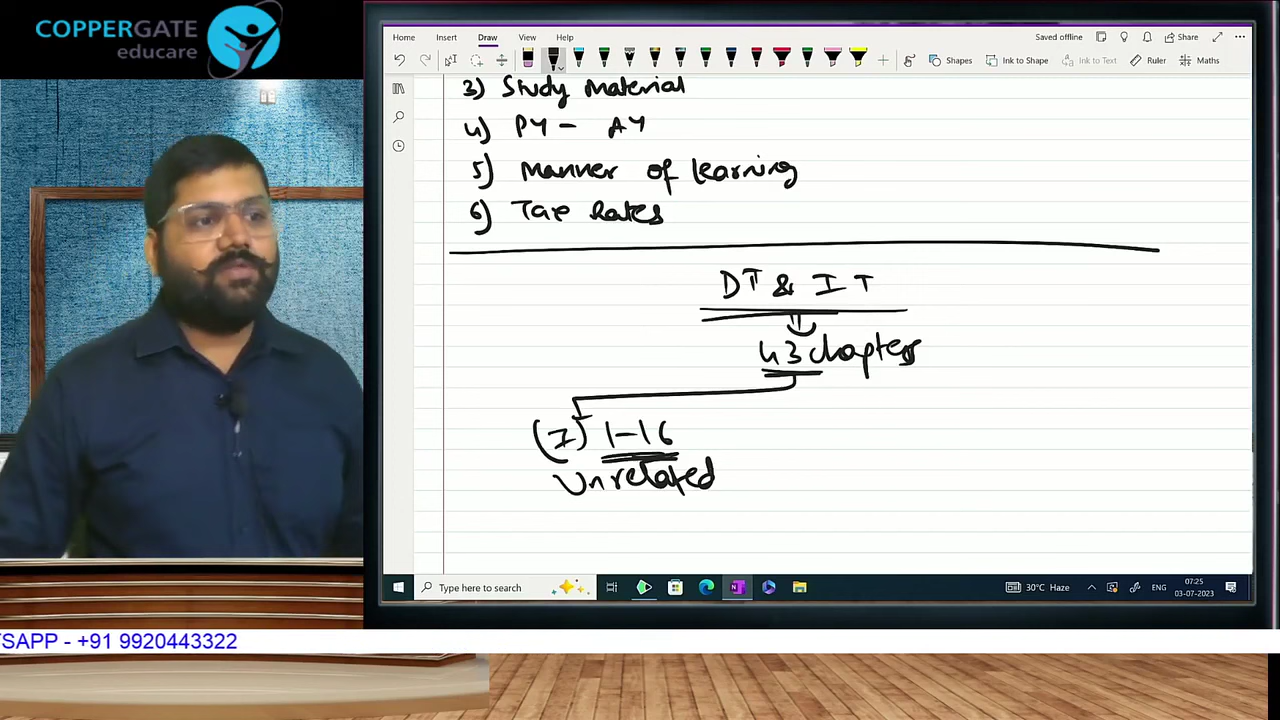 COPPERGATE
educare
Home Insert Draw View Help
Saved offline
Share
Shapes
Ink to Shape
Ink to Text
Ruler
Maths
3) Study Material
4) PY - AY
5) Manner of learning
6) Tax Rates
DT & IT
43 chapters
(I) 1-16
Unrelated
Type here to search
30°C Haze
ENG
07:25
03-07-2023
TSAPP - +91 9920443322